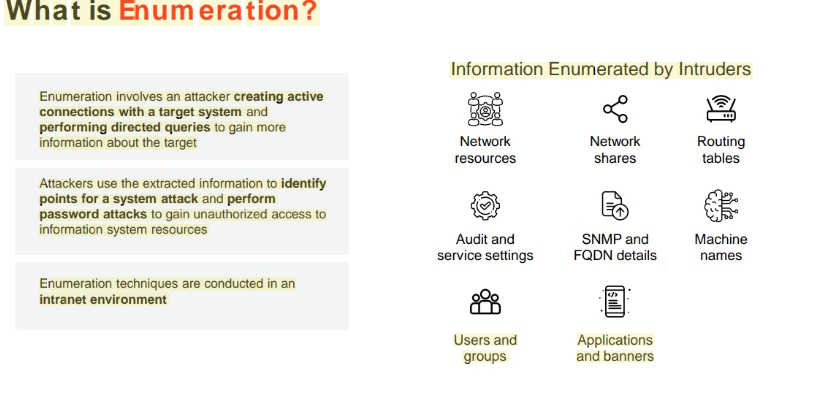 What is Enumeration?
Enumeration involves an attacker creating active
connections with a target system and
performing directed queries to gain more
information about the target
Attackers use the extracted information to identify
points for a system attack and perform
password attacks to gain unauthorized access to
information system resources
Enumeration techniques are conducted in an
intranet environment
Information Enumerated by Intruders
Network
resources
Network
shares
Routing
tables
Audit and
service settings
SNMP and
FQDN details
Machine
names
Users and
groups
Applications
and banners